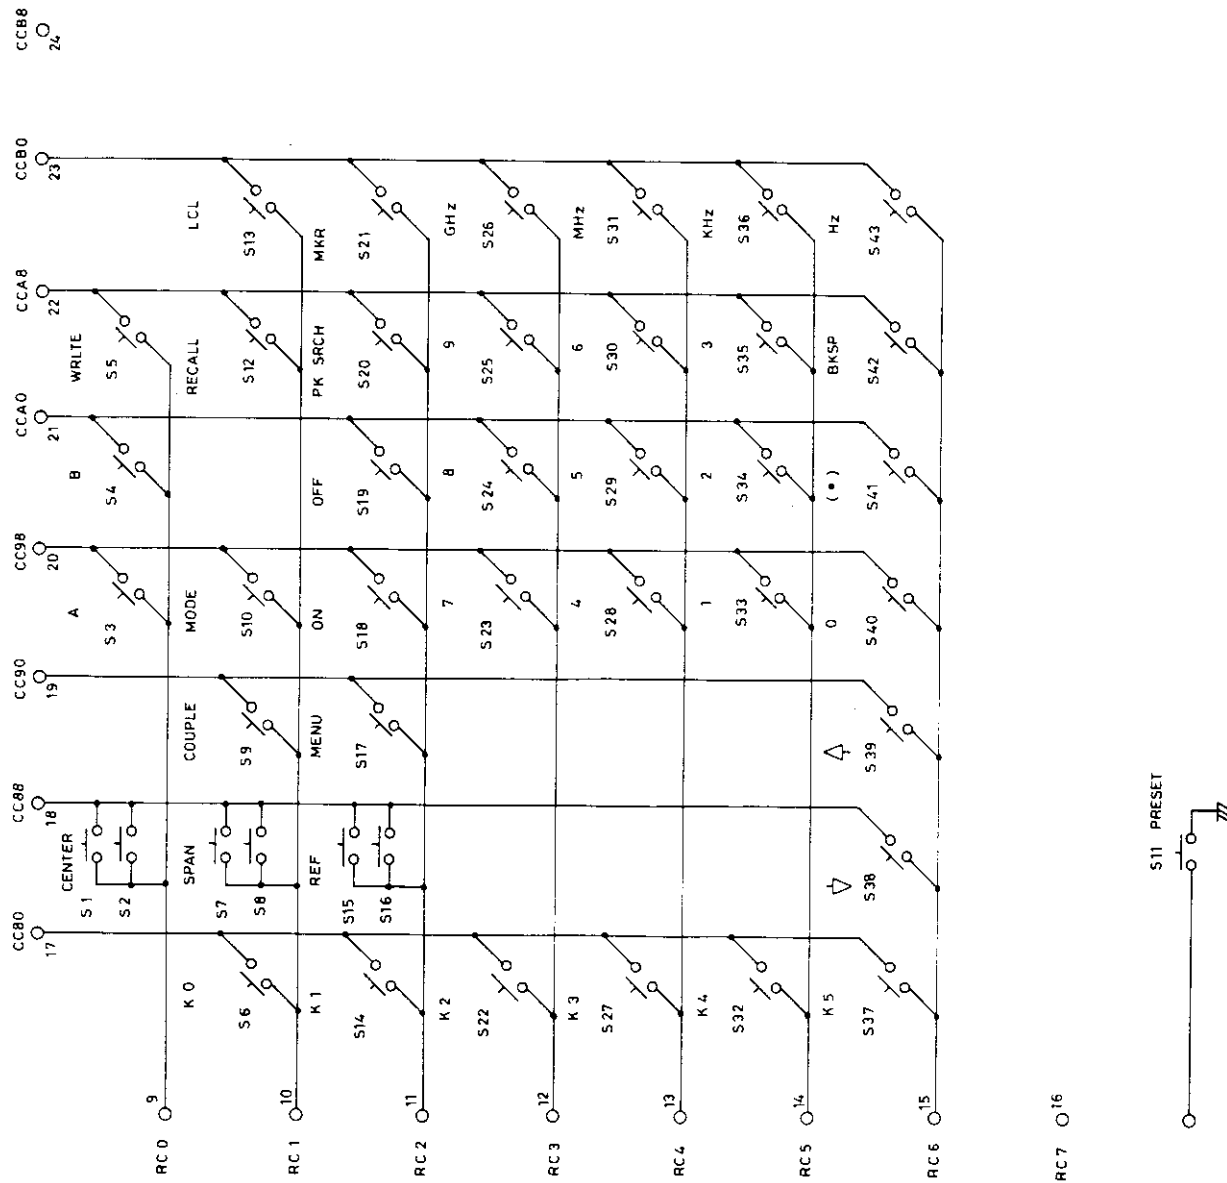 CC80 17
CC88 18
CC90 19
CC98 20
CCA0 21
CCA8 22
CCB0 23
CCB8 24
CENTER
A
B
WRLTE
S1
S2
S3
S4
S5
RC0 9
K0
SPAN
COUPLE
MODE
RECALL
LCL
S6
S7
S8
S9
S10
S12
S13
RC1 10
K1
REF
MENU
ON
OFF
PK SRCH
MKR
S14
S15
S16
S17
S18
S19
S20
S21
RC2 11
K2
7
8
9
GHz
S22
S23
S24
S25
S26
RC3 12
K3
4
5
6
MHz
S27
S28
S29
S30
S31
RC4 13
K4
1
2
3
KHz
S32
S33
S34
S35
S36
RC5 14
K5
0
(•)
BKSP
Hz
S37
S38
S39
S40
S41
S42
S43
RC6 15
RC7 16
S11 PRESET